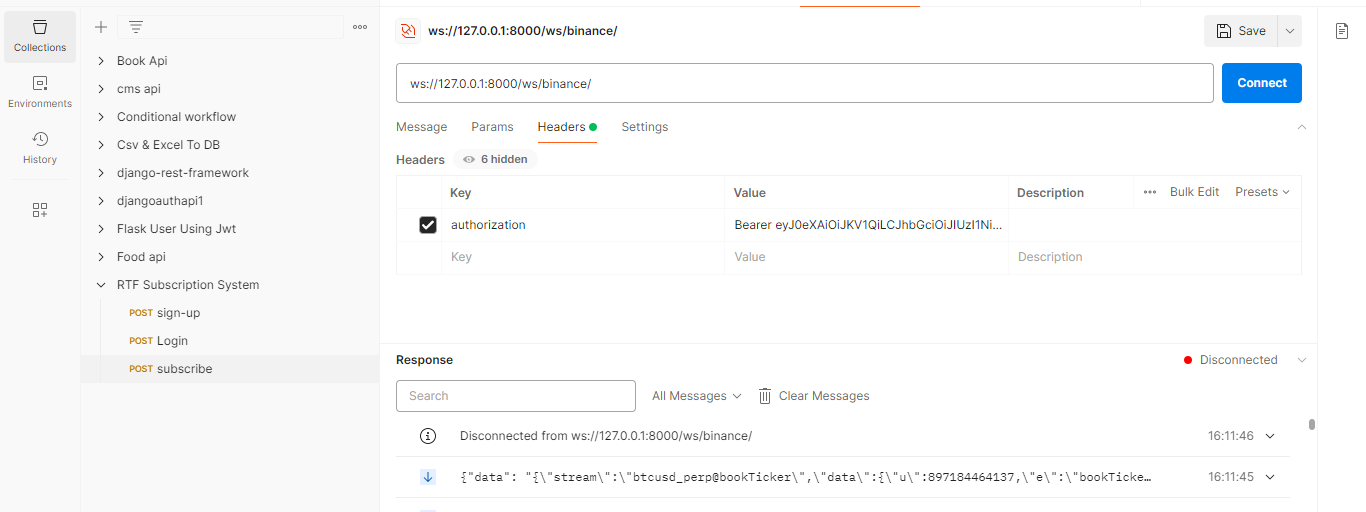 Collections
Environments
History
Book Api
cms api
Conditional workflow
Csv & Excel To DB
django-rest-framework
djangoauthapi1
Flask User Using Jwt
Food api
RTF Subscription System
POST sign-up
POST Login
POST subscribe
ws://127.0.0.1:8000/ws/binance/
Save
ws://127.0.0.1:8000/ws/binance/
Connect
Message Params Headers Settings
Headers 6 hidden
Key Value Description Bulk Edit Presets
authorization Bearer eyJ0eXAiOiJKV1QiLCJhbGciOiJIUzI1Ni...
Key Value Description
Response Disconnected
Search All Messages Clear Messages
Disconnected from ws://127.0.0.1:8000/ws/binance/ 16:11:46
{"data": "{\"stream\":\"btcusd_perp@bookTicker\",\"data\":{\"u\":897184464137,\"e\":\"bookTicke… 16:11:45